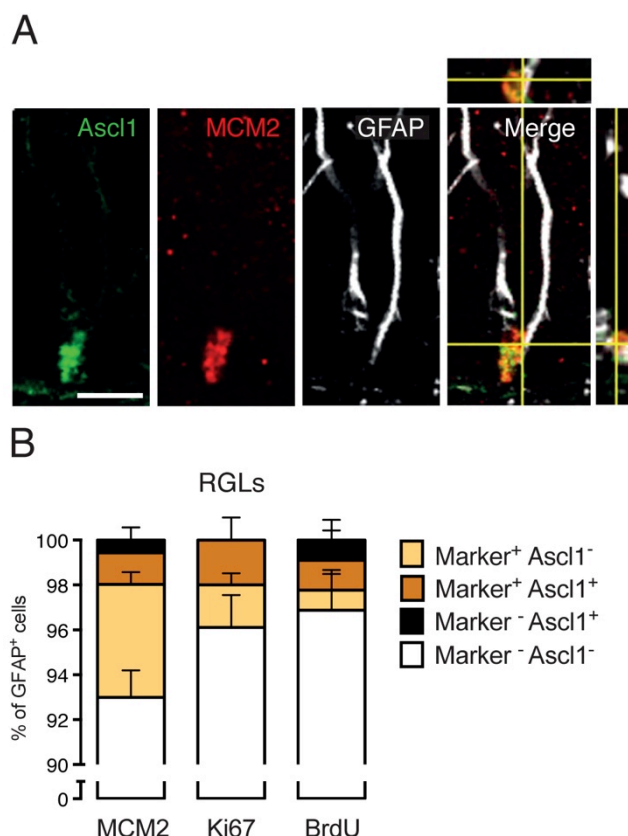 A
Ascl1
MCM2
GFAP
Merge
B
RGLs
% of GFAP⁺ cells
100
98
96
94
92
90
0
MCM2
Ki67
BrdU
Marker⁺ Ascl1⁻
Marker⁺ Ascl1⁺
Marker⁻ Ascl1⁺
Marker⁻ Ascl1⁻